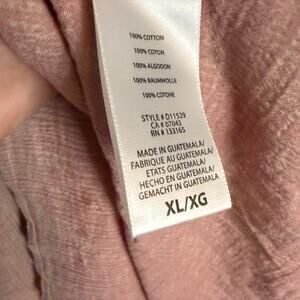 100% COTTON
100% COTON
100% ALGODON
100% BAUMWOLLE
100% COTONE
STYLE # D11529
CA # 07043
RN # 133165
MADE IN GUATEMALA/
FABRIQUE AU GUATEMALA/
ETATS GUATEMALA/
HECHO EN GUATEMALA/
GEMACHT IN GUATEMALA
XL/XG